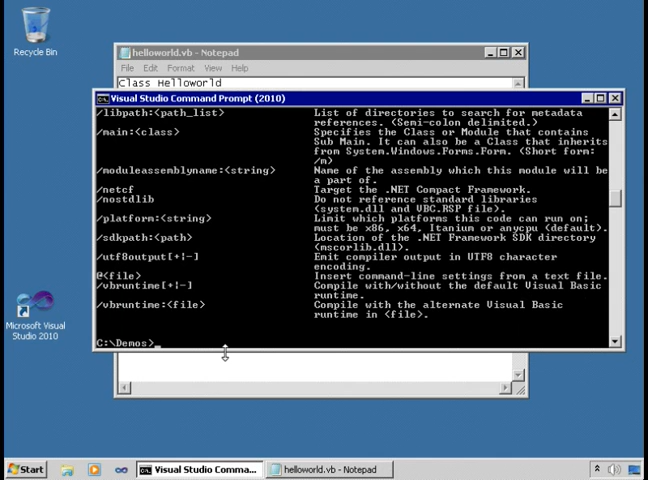 Recycle Bin
helloworld.vb - Notepad
File Edit Format View Help
Class Helloworld
Visual Studio Command Prompt (2010)
/libpath:<path_list> List of directories to search for metadata
references. (Semi-colon delimited.)
/main:<class> Specifies the Class or Module that contains
Sub Main. It can also be a Class that inherits
from System.Windows.Forms.Form. (Short form:
/m)
/moduleassemblyname:<string> Name of the assembly which this module will be
a part of.
/netcf Target the .NET Compact Framework.
/nostdlib Do not reference standard libraries
(system.dll and VBC.RSP file).
/platform:<string> Limit which platforms this code can run on;
must be x86, x64, Itanium or anycpu (default).
/sdkpath:<path> Location of the .NET Framework SDK directory
(mscorlib.dll).
/utf8output[+|-] Emit compiler output in UTF8 character
encoding.
@<file> Insert command-line settings from a text file.
/vbruntime[+|-] Compile with/without the default Visual Basic
runtime.
/vbruntime:<file> Compile with the alternate Visual Basic
runtime in <file>.
C:\Demos>_
Microsoft Visual
Studio 2010
Start
Visual Studio Comma...
helloworld.vb - Notepad